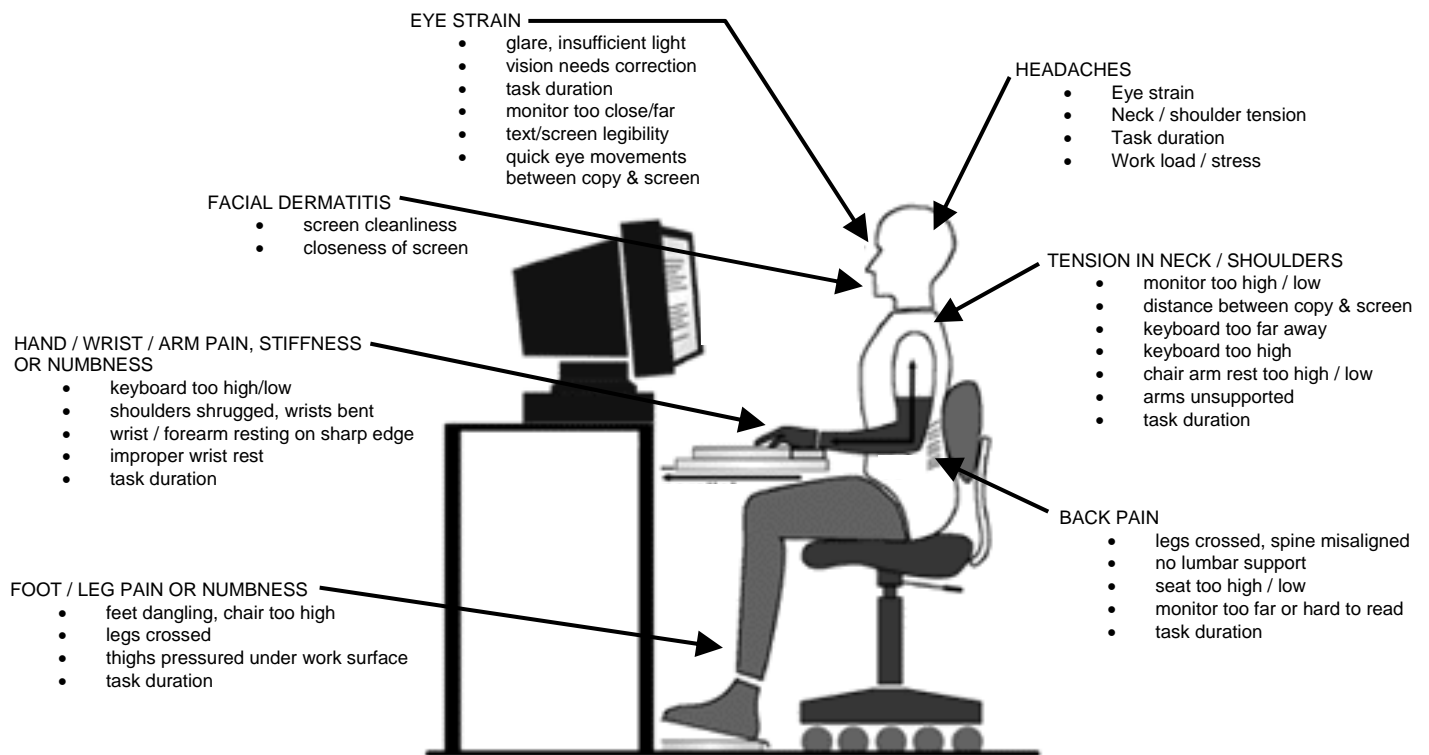 EYE STRAIN
• glare, insufficient light
• vision needs correction
• task duration
• monitor too close/far
• text/screen legibility
• quick eye movements
between copy & screen
HEADACHES
• Eye strain
• Neck / shoulder tension
• Task duration
• Work load / stress
FACIAL DERMATITIS
• screen cleanliness
• closeness of screen
TENSION IN NECK / SHOULDERS
• monitor too high / low
• distance between copy & screen
• keyboard too far away
• keyboard too high
• chair arm rest too high / low
• arms unsupported
• task duration
HAND / WRIST / ARM PAIN, STIFFNESS
OR NUMBNESS
• keyboard too high/low
• shoulders shrugged, wrists bent
• wrist / forearm resting on sharp edge
• improper wrist rest
• task duration
BACK PAIN
• legs crossed, spine misaligned
• no lumbar support
• seat too high / low
• monitor too far or hard to read
• task duration
FOOT / LEG PAIN OR NUMBNESS
• feet dangling, chair too high
• legs crossed
• thighs pressured under work surface
• task duration